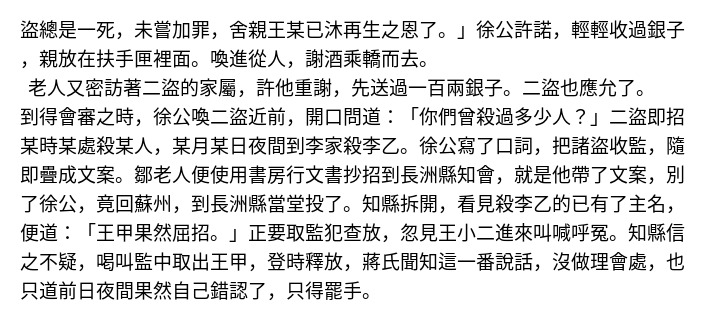 盜總是一死，未嘗加罪，舍親王某已沐再生之恩了。」徐公許諾，輕輕收過銀子
，親放在扶手匣裡面。喚進從人，謝酒乘轎而去。
老人又密訪著二盜的家屬，許他重謝，先送過一百兩銀子。二盜也應允了。
到得會審之時，徐公喚二盜近前，開口問道：「你們曾殺過多少人？」二盜即招
某時某處殺某人，某月某日夜間到李家殺李乙。徐公寫了口詞，把諸盜收監，隨
即疊成文案。鄒老人便使用書房行文書抄招到長洲縣知會，就是他帶了文案，別
了徐公，竟回蘇州，到長洲縣當堂投了。知縣拆開，看見殺李乙的已有了主名，
便道：「王甲果然屈招。」正要取監犯查放，忽見王小二進來叫喊呼冤。知縣信
之不疑，喝叫監中取出王甲，登時釋放，蔣氏聞知這一番說話，沒做理會處，也
只道前日夜間果然自己錯認了，只得罷手。